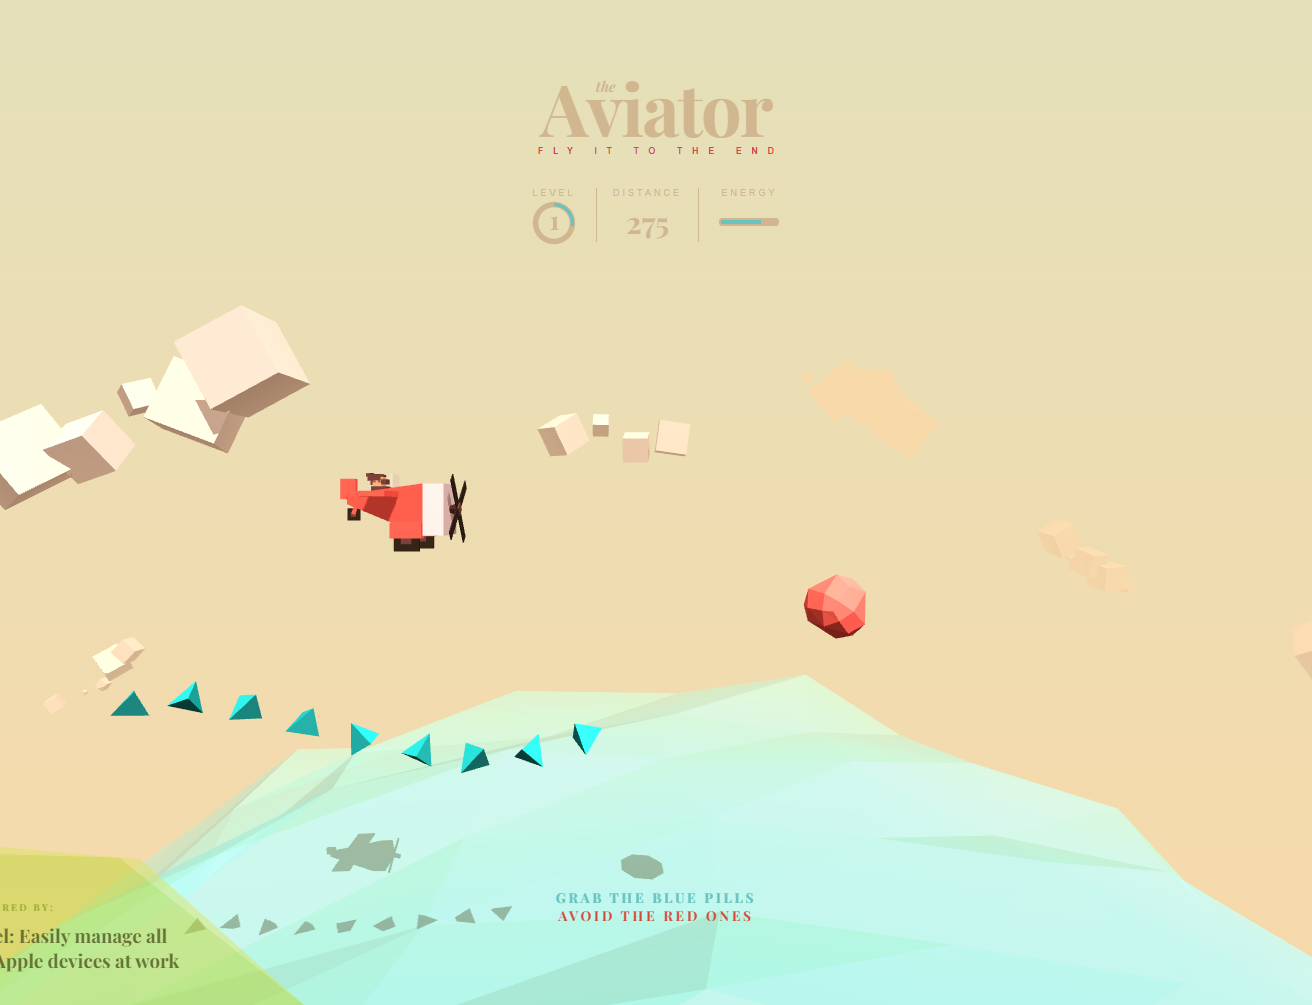 the
Aviator
FLY IT TO THE END
LEVEL
1
DISTANCE
275
ENERGY
GRAB THE BLUE PILLS
AVOID THE RED ONES
BY:
Easily manage all
Apple devices at work